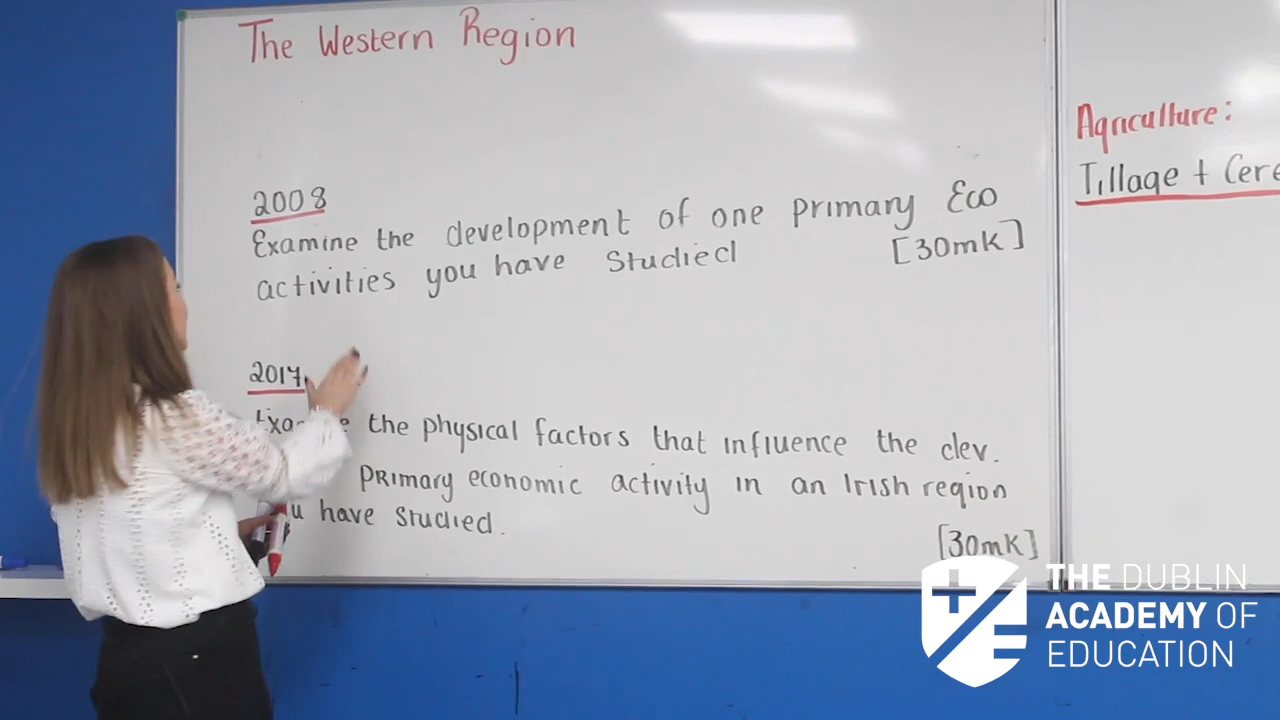 The Western Region
2008
Examine the development of one primary Eco
activities you have Studied [30mk]
2017
the physical factors that influence the dev.
primary economic activity in an Irish region
have studied.
[30mk]
Agriculture:
Tillage +
THE DUBLIN
ACADEMY OF
EDUCATION